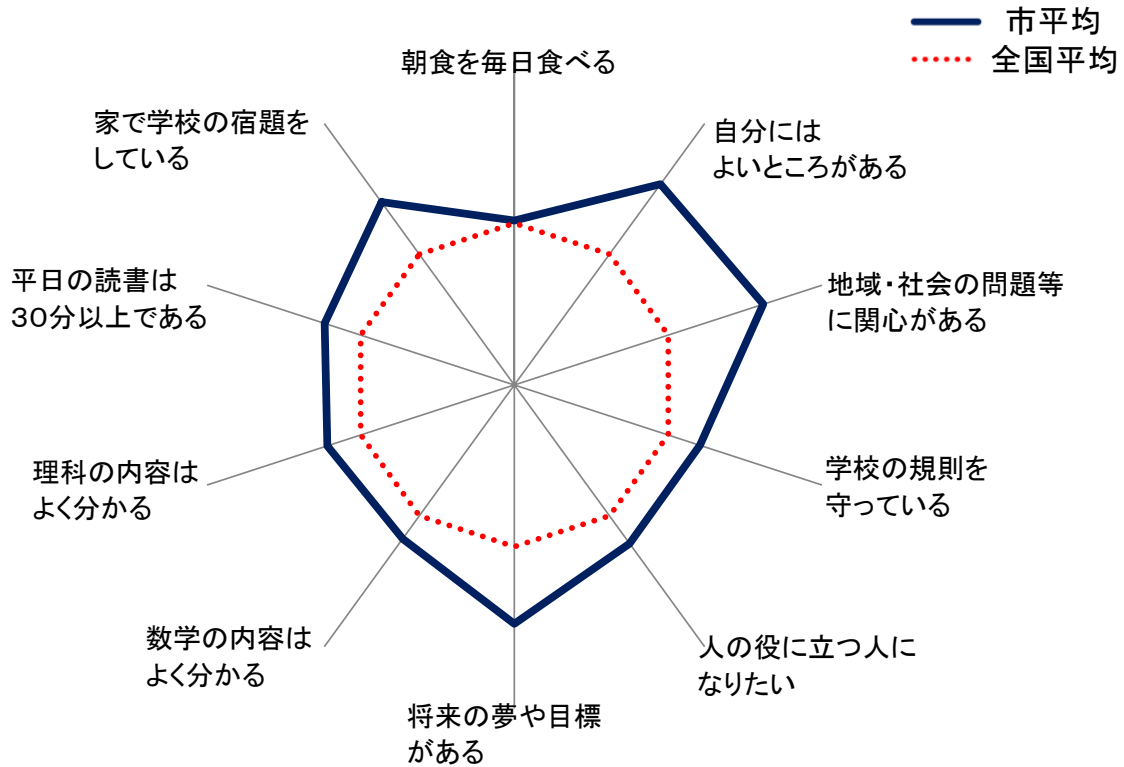 市平均
全国平均
朝食を毎日食べる
自分には
よいところがある
地域・社会の問題等
に関心がある
学校の規則を
守っている
人の役に立つ人に
なりたい
将来の夢や目標
がある
数学の内容は
よく分かる
理科の内容は
よく分かる
平日の読書は
30分以上である
家で学校の宿題を
している